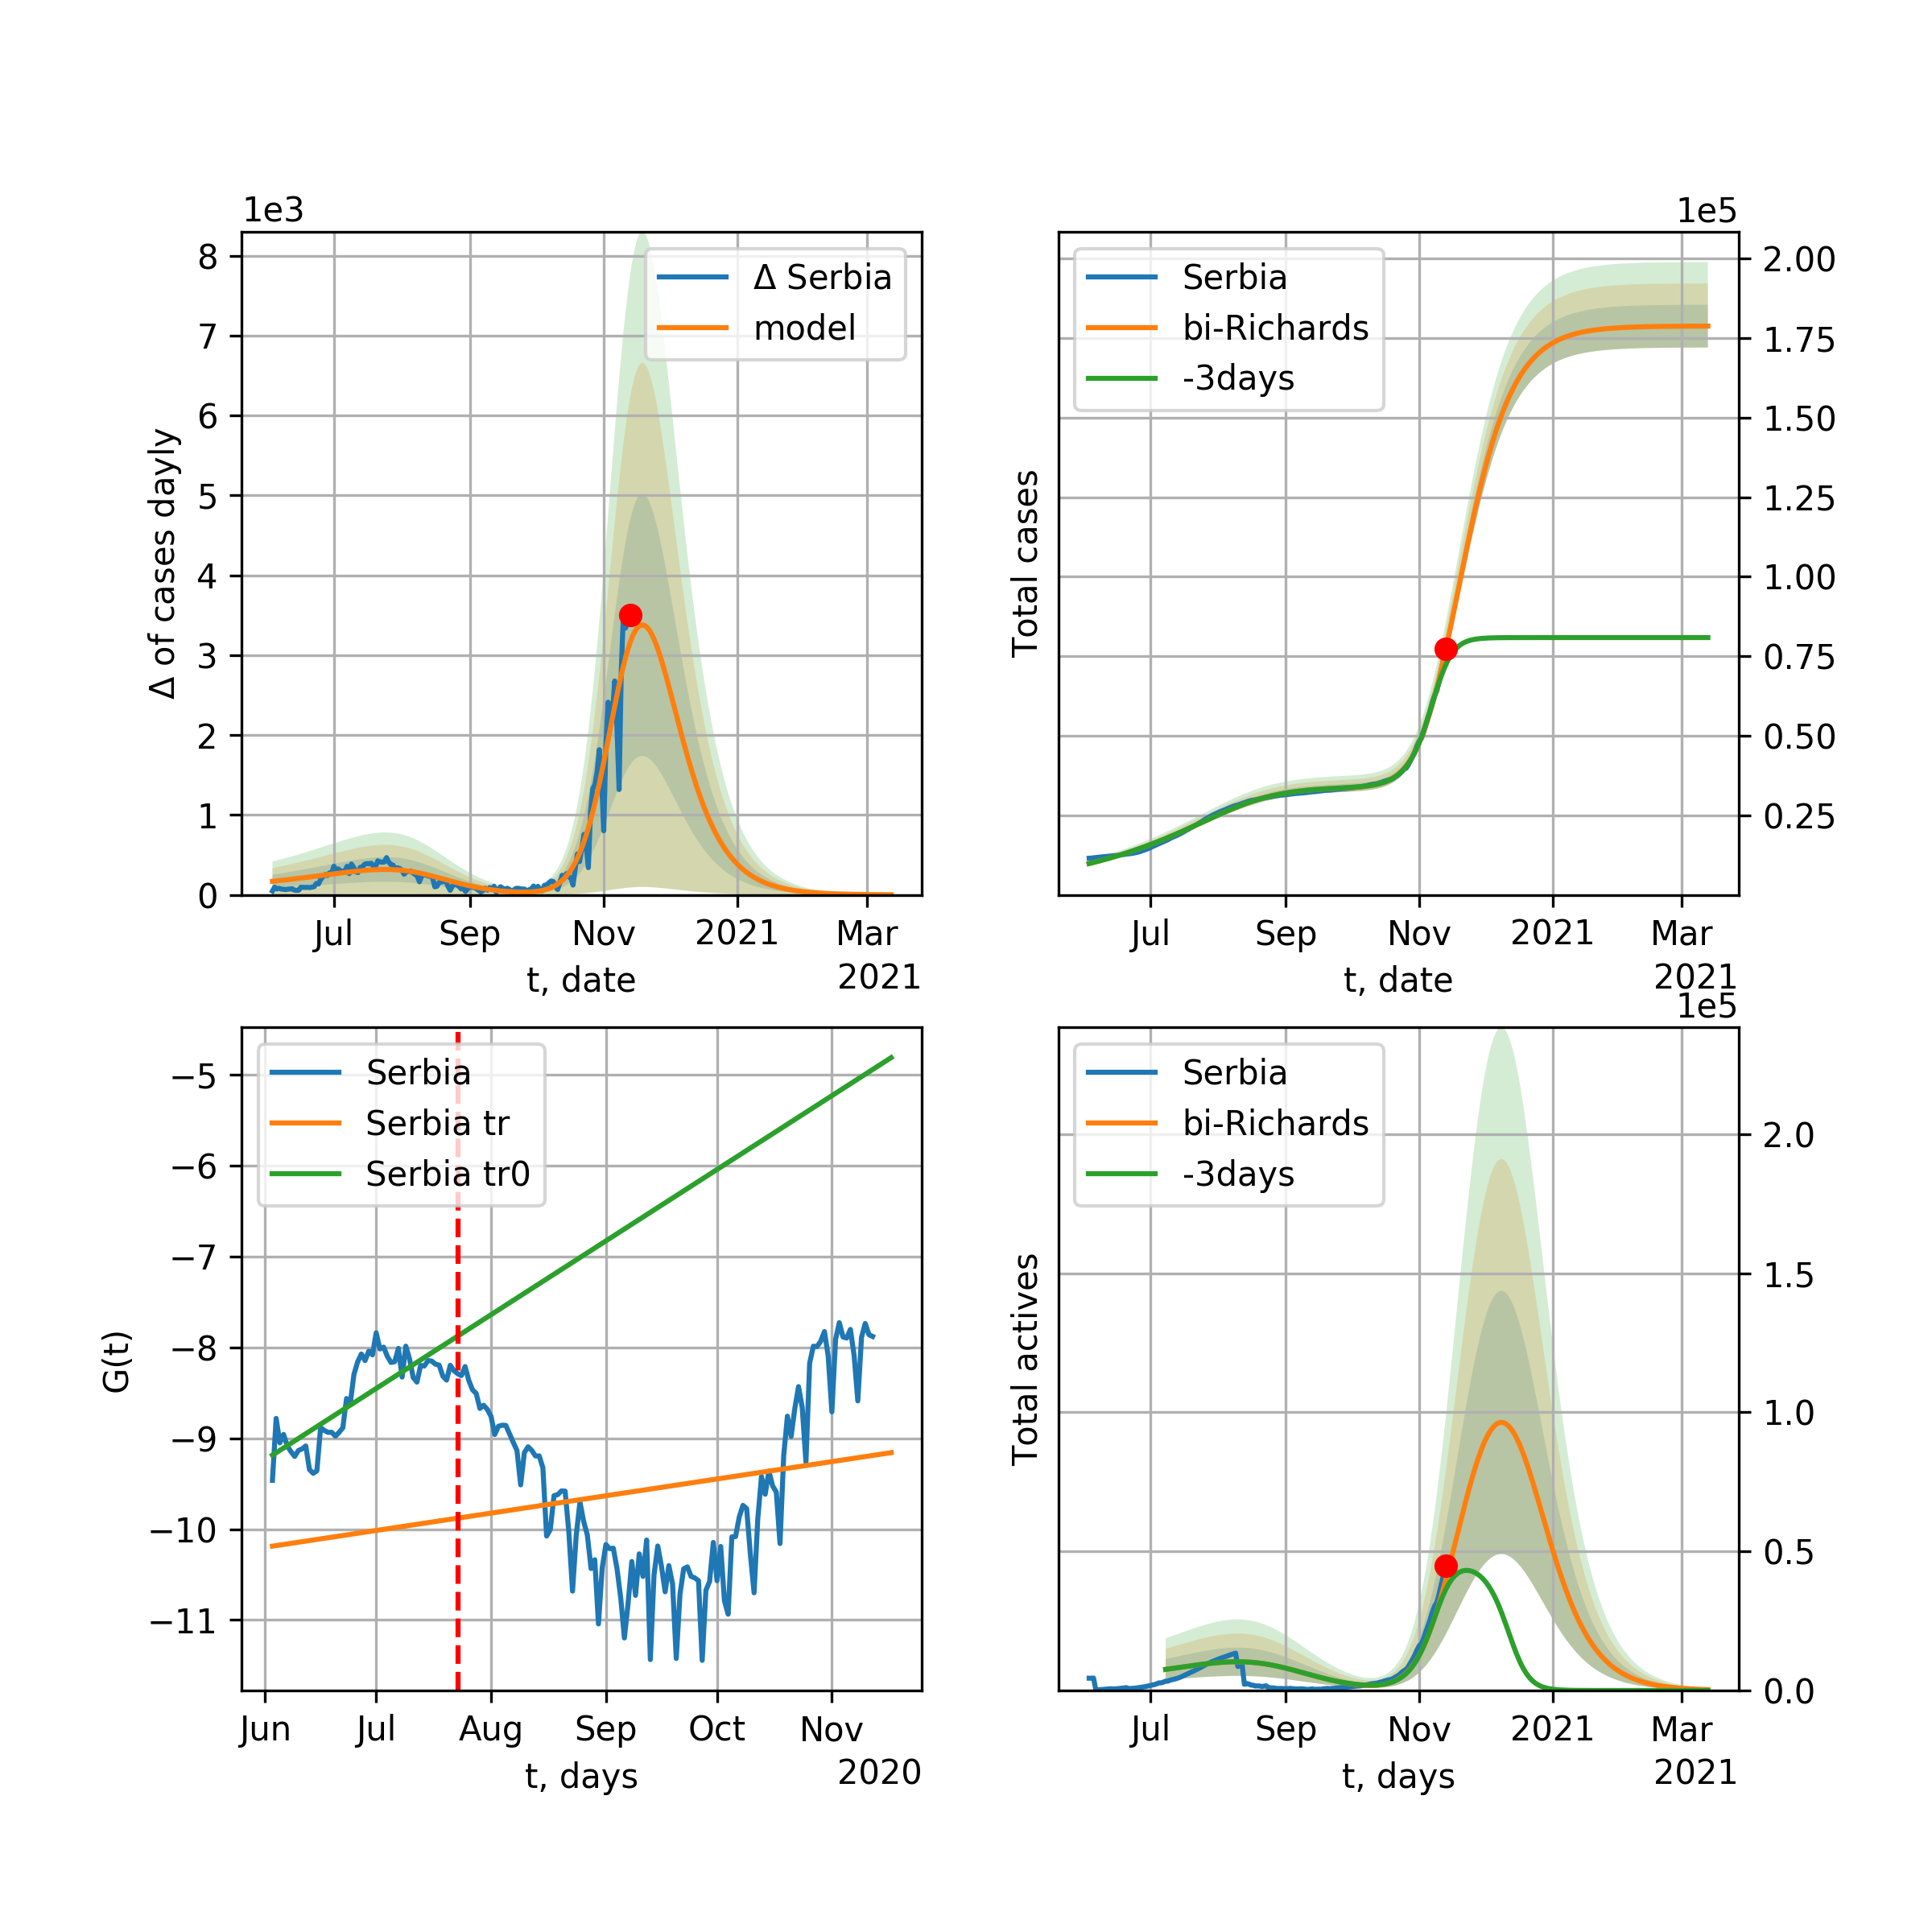 1e3
8
7
6
5
4
3
2
1
0
Δ of cases dayly
Δ Serbia
model
Jul Sep Nov 2021 Mar
t, date 2021
1e5
2.00
1.75
1.50
1.25
1.00
0.75
0.50
0.25
Total cases
Serbia
bi-Richards
-3days
Jul Sep Nov 2021 Mar
t, date 2021
−5
−6
−7
−8
−9
−10
−11
G(t)
Serbia
Serbia tr
Serbia tr0
Jun Jul Aug Sep Oct Nov
t, days 2020
1e5
2.0
1.5
1.0
0.5
0.0
Total actives
Serbia
bi-Richards
-3days
Jul Sep Nov 2021 Mar
t, days 2021